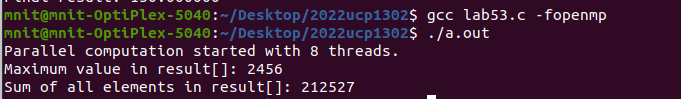 mnit@mnit-OptiPlex-5040:~/Desktop/2022ucp1302$ gcc lab53.c -fopenmp
mnit@mnit-OptiPlex-5040:~/Desktop/2022ucp1302$ ./a.out
Parallel computation started with 8 threads.
Maximum value in result[]: 2456
Sum of all elements in result[]: 212527